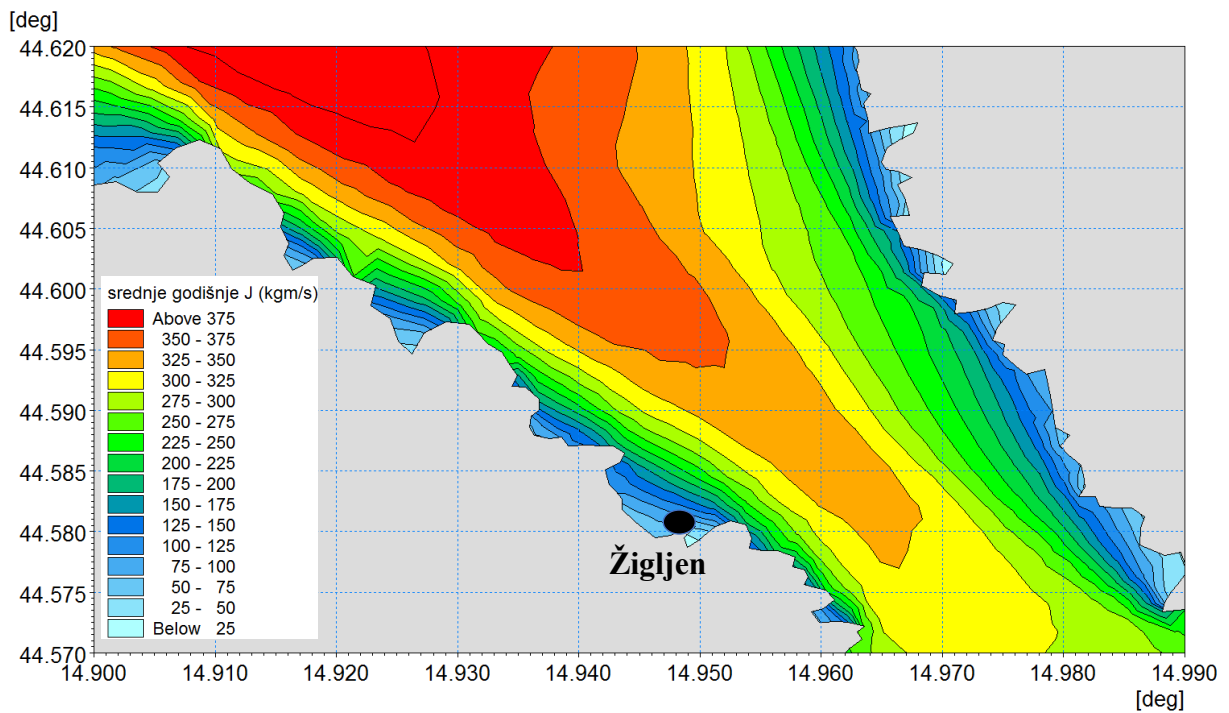 [deg]
44.620
44.615
44.610
44.605
44.600
44.595
44.590
44.585
44.580
44.575
44.570
srednje godišnje J (kgm/s)
Above 375
350 - 375
325 - 350
300 - 325
275 - 300
250 - 275
225 - 250
200 - 225
175 - 200
150 - 175
125 - 150
100 - 125
75 - 100
50 - 75
25 - 50
Below 25
Žigljen
14.900 14.910 14.920 14.930 14.940 14.950 14.960 14.970 14.980 14.990
[deg]